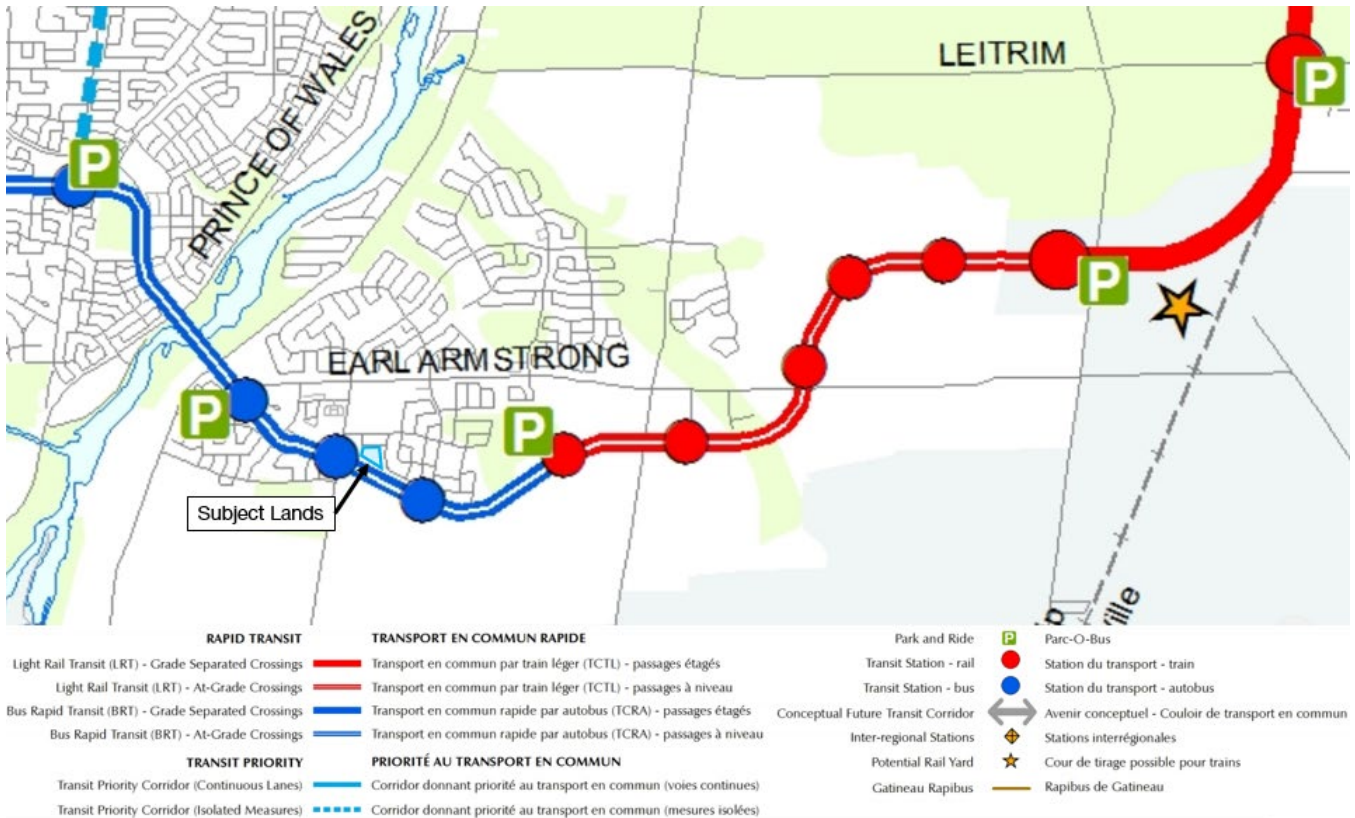 LEITRIM
P
P
PRINCE OF WALES
P
EARL ARMSTRONG
P
P
Subject Lands
ville
RAPID TRANSIT TRANSPORT EN COMMUN RAPIDE
Light Rail Transit (LRT) - Grade Separated Crossings Transport en commun par train léger (TCTL) - passages étagés
Light Rail Transit (LRT) - At-Grade Crossings Transport en commun par train léger (TCTL) - passages à niveau
Bus Rapid Transit (BRT) - Grade Separated Crossings Transport en commun rapide par autobus (TCRA) - passages étagés
Bus Rapid Transit (BRT) - At-Grade Crossings Transport en commun rapide par autobus (TCRA) - passages à niveau
TRANSIT PRIORITY PRIORITÉ AU TRANSPORT EN COMMUN
Transit Priority Corridor (Continuous Lanes) Corridor donnant priorité au transport en commun (voies continues)
Transit Priority Corridor (Isolated Measures) Corridor donnant priorité au transport en commun (mesures isolées)
Park and Ride P Parc-O-Bus
Transit Station - rail Station du transport - train
Transit Station - bus Station du transport - autobus
Conceptual Future Transit Corridor Avenir conceptuel - Couloir de transport en commun
Inter-regional Stations Stations interrégionales
Potential Rail Yard Cour de tirage possible pour trains
Gatineau Rapibus Rapibus de Gatineau